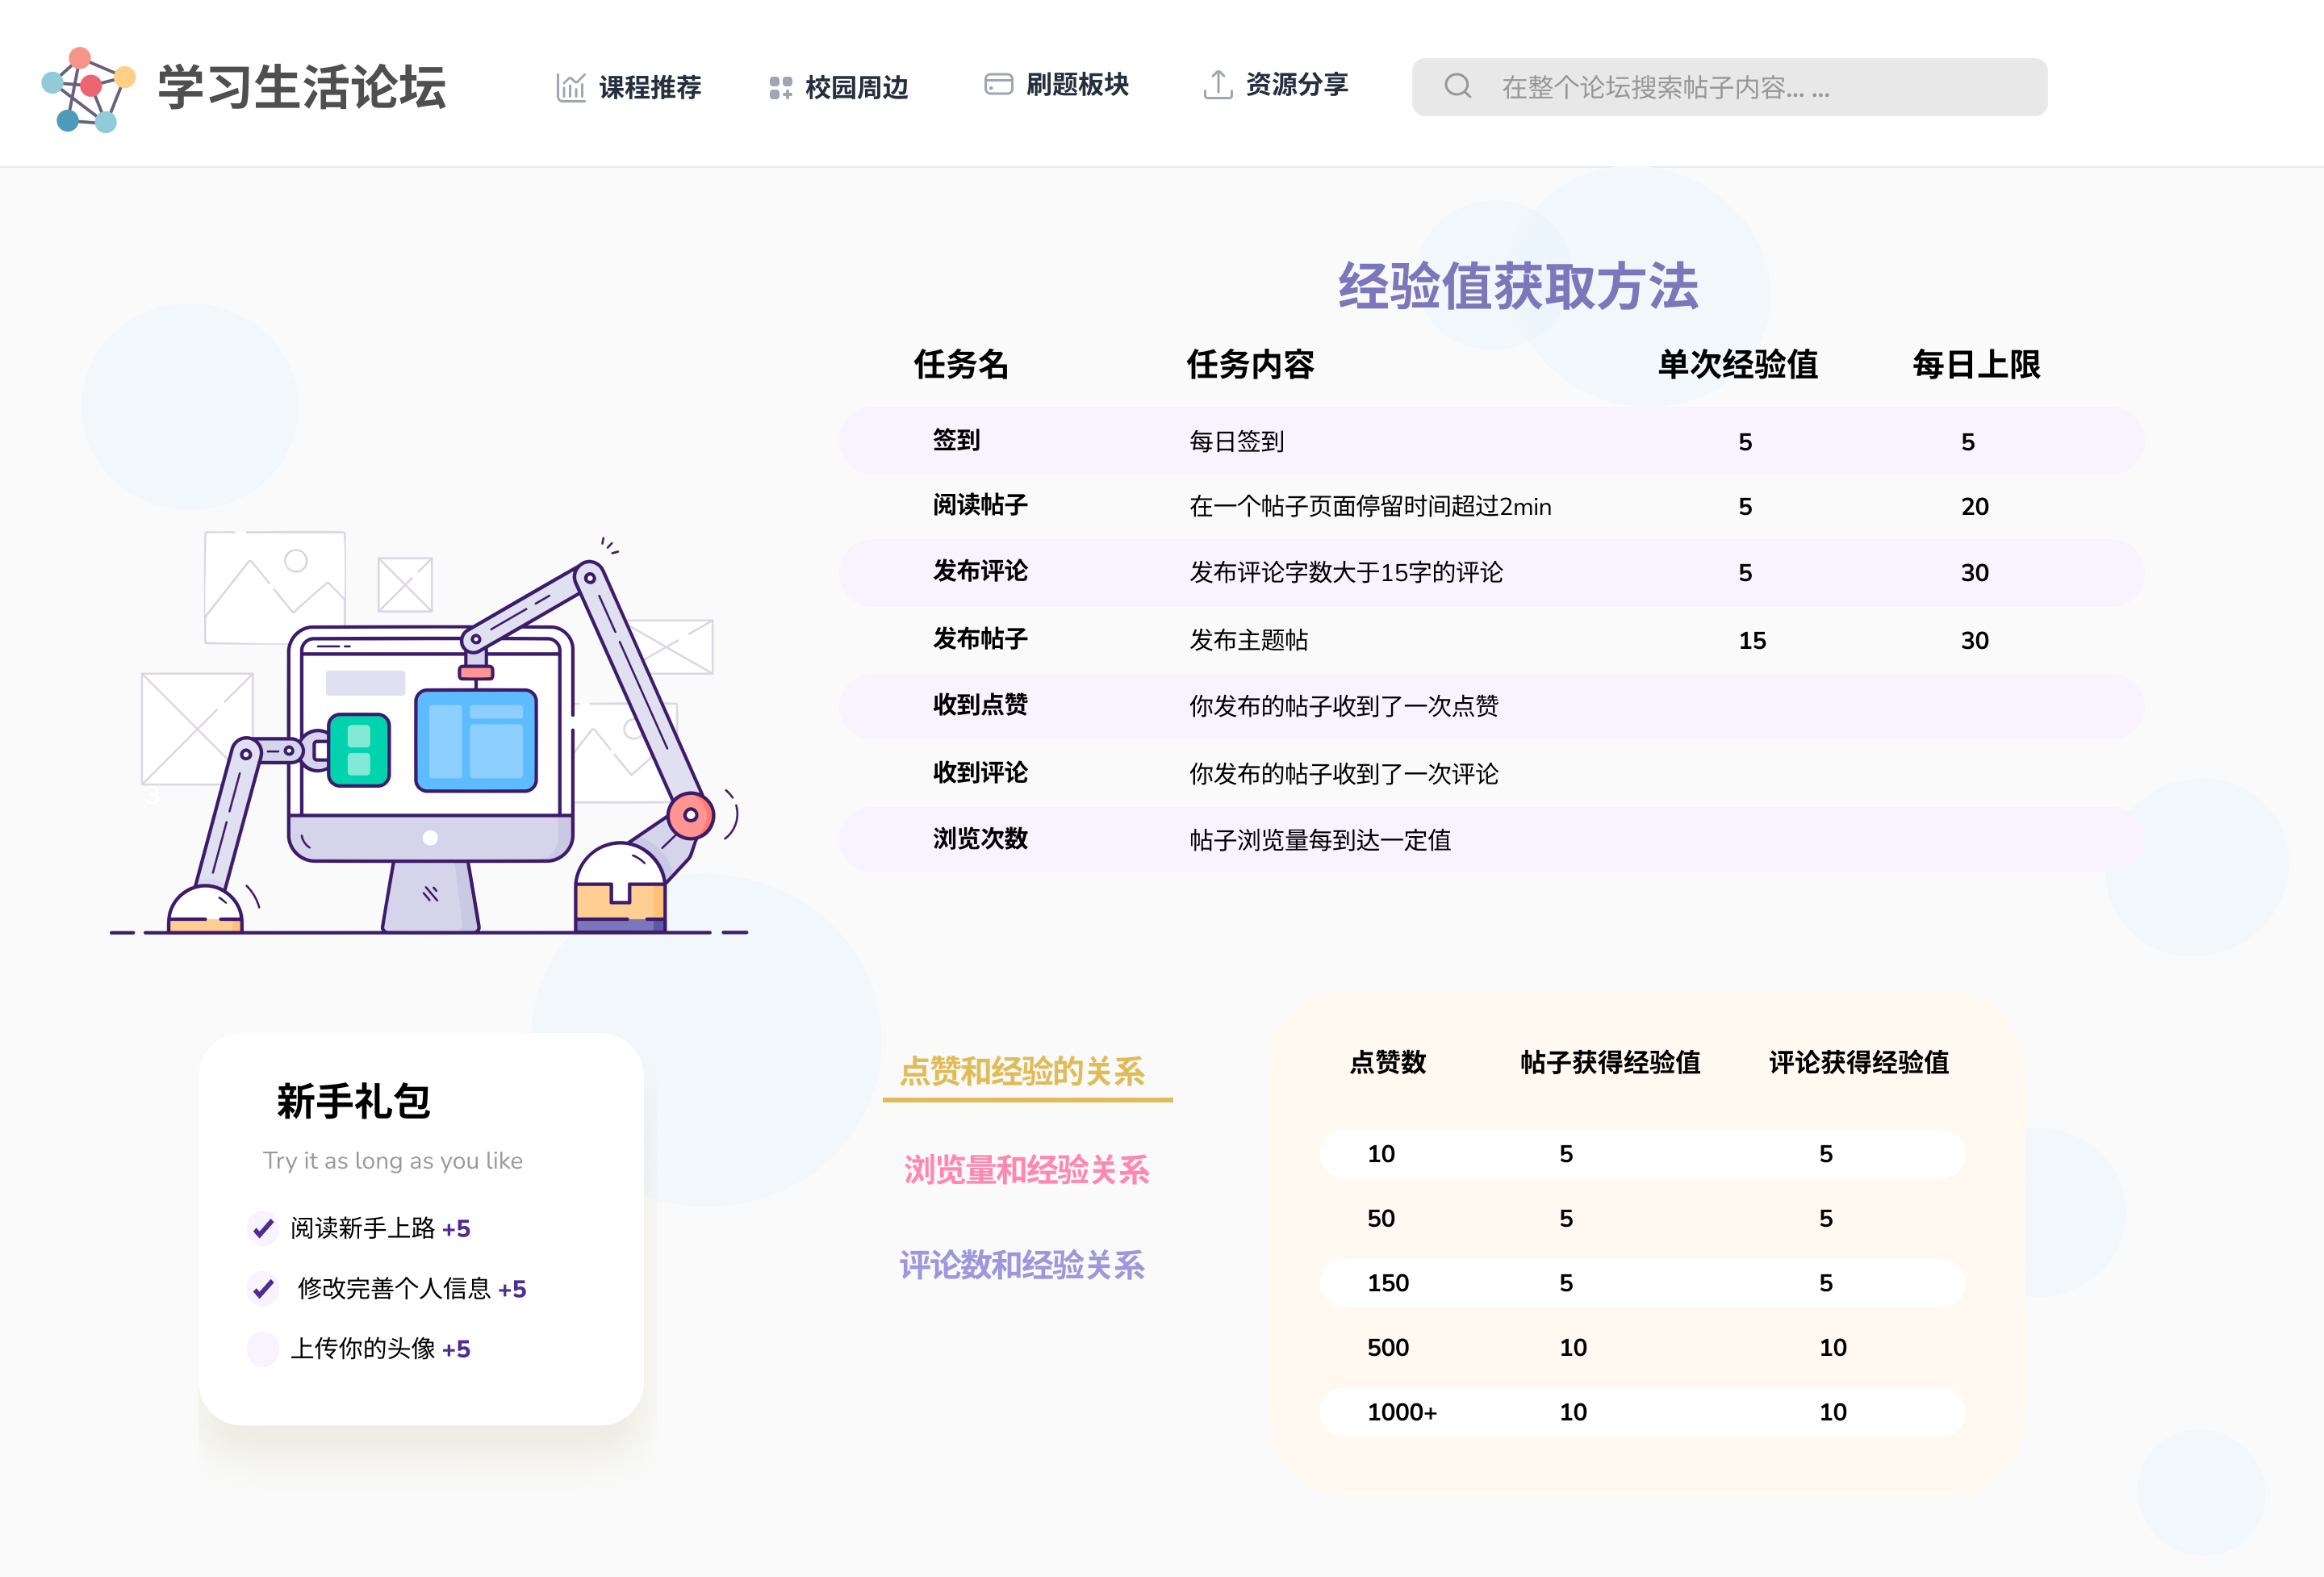 学习生活论坛
课程推荐 校园周边 刷题板块 资源分享 在整个论坛搜索帖子内容... ...
经验值获取方法
任务名 任务内容 单次经验值 每日上限
签到 每日签到 5 5
阅读帖子 在一个帖子页面停留时间超过2min 5 20
发布评论 发布评论字数大于15字的评论 5 30
发布帖子 发布主题帖 15 30
收到点赞 你发布的帖子收到了一次点赞
收到评论 你发布的帖子收到了一次评论
浏览次数 帖子浏览量每到达一定值
3
新手礼包
Try it as long as you like
阅读新手上路 +5
修改完善个人信息 +5
上传你的头像 +5
点赞和经验的关系
浏览量和经验关系
评论数和经验关系
点赞数 帖子获得经验值 评论获得经验值
10 5 5
50 5 5
150 5 5
500 10 10
1000+ 10 10